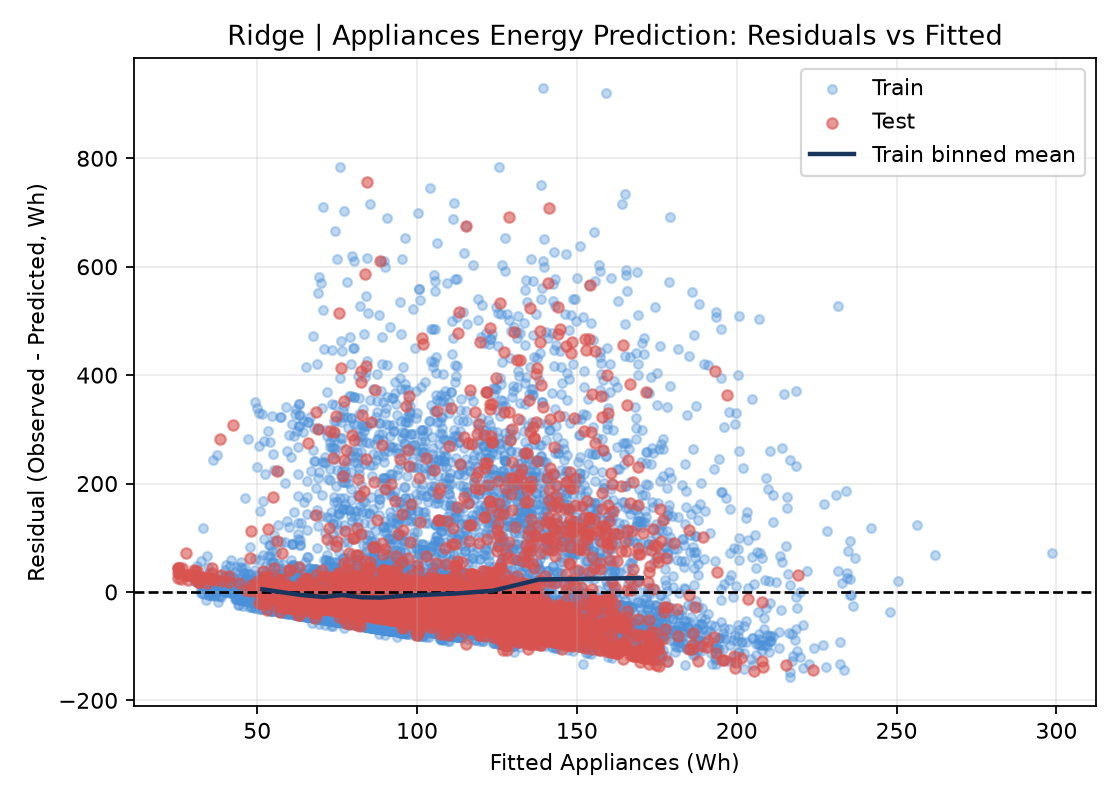 Ridge | Appliances Energy Prediction: Residuals vs Fitted
Train
Test
Train binned mean
Residual (Observed - Predicted, Wh)
800
600
400
200
0
−200
50 100 150 200 250 300
Fitted Appliances (Wh)